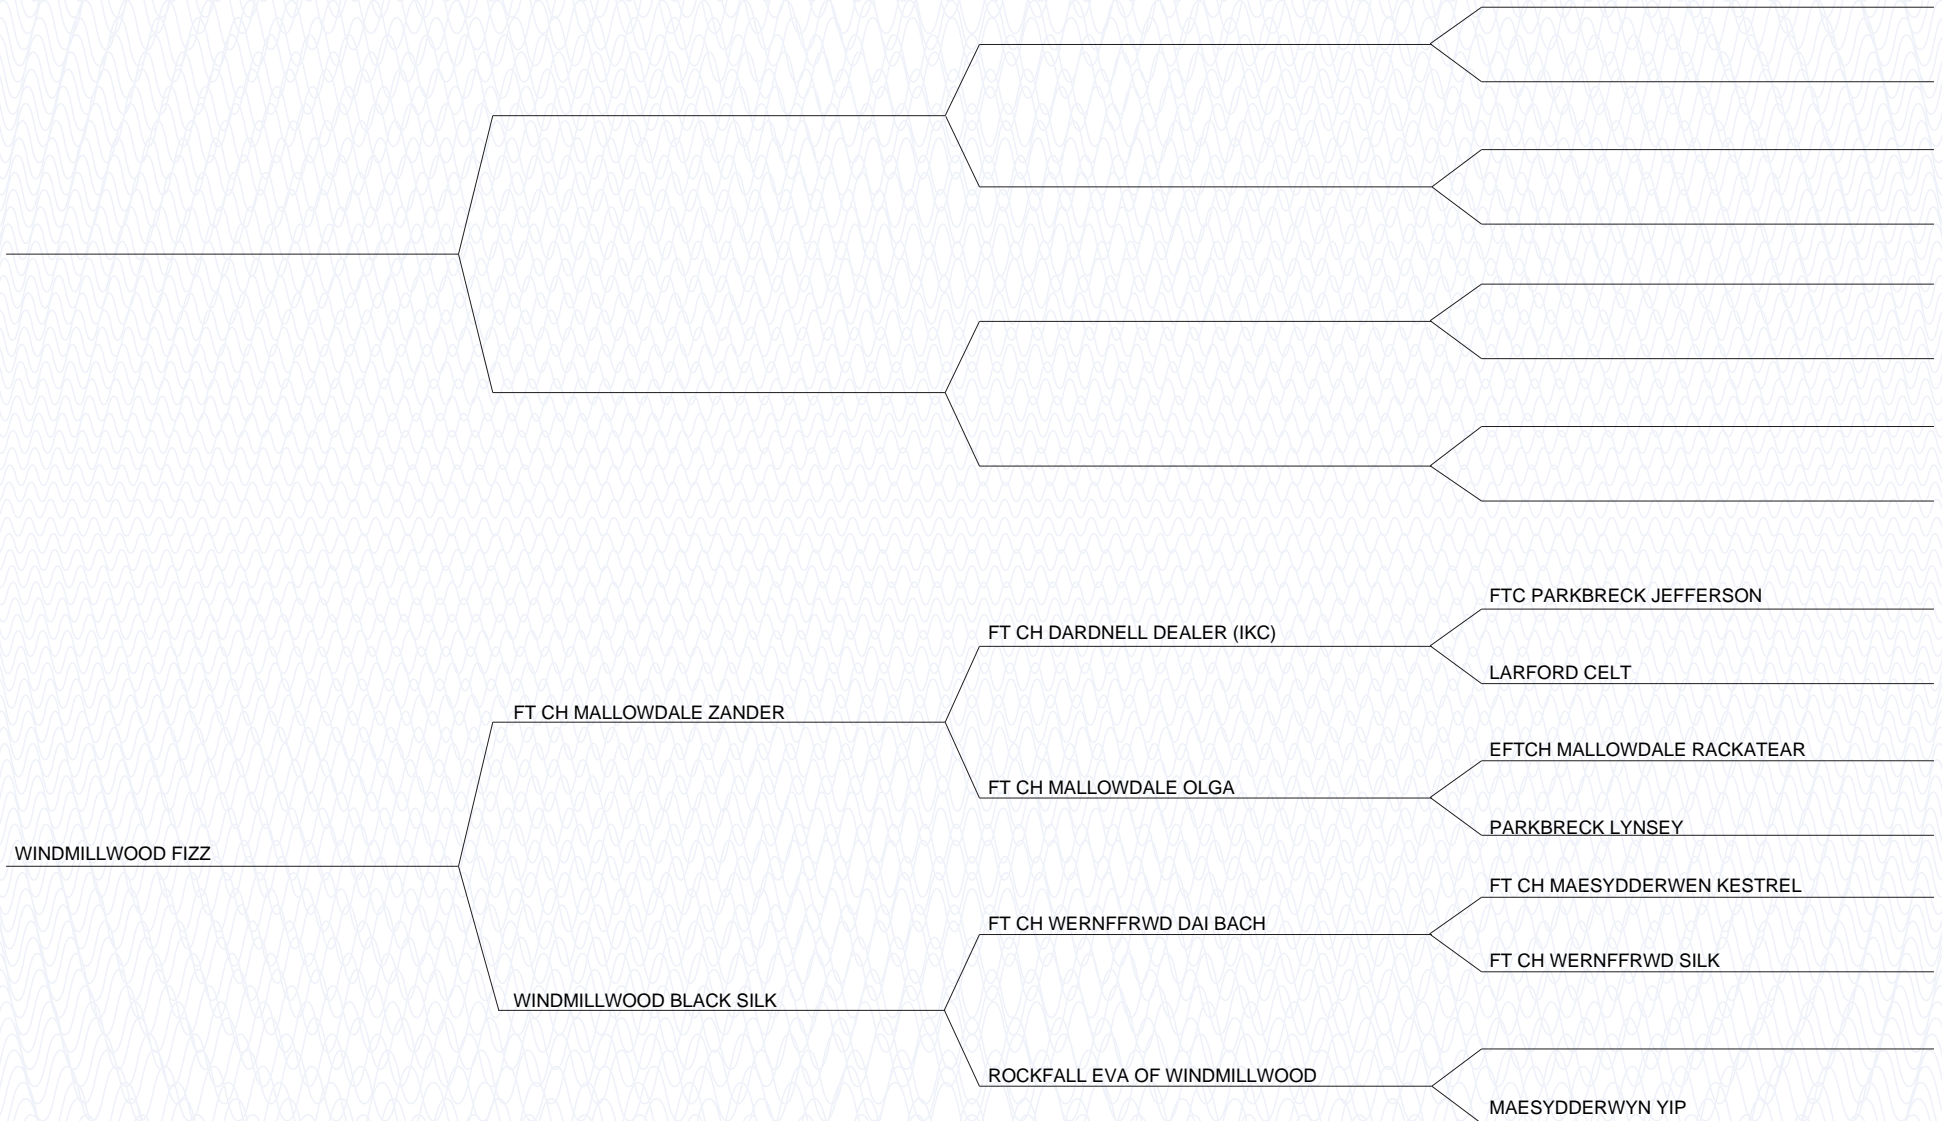 FTC PARKBRECK JEFFERSON
FT CH DARDNELL DEALER (IKC)
LARFORD CELT
FT CH MALLOWDALE ZANDER
EFTCH MALLOWDALE RACKATEAR
FT CH MALLOWDALE OLGA
PARKBRECK LYNSEY
WINDMILLWOOD FIZZ
FT CH MAESYDDERWEN KESTREL
FT CH WERNFFRWD DAI BACH
FT CH WERNFFRWD SILK
WINDMILLWOOD BLACK SILK
ROCKFALL EVA OF WINDMILLWOOD
MAESYDDERWYN YIP